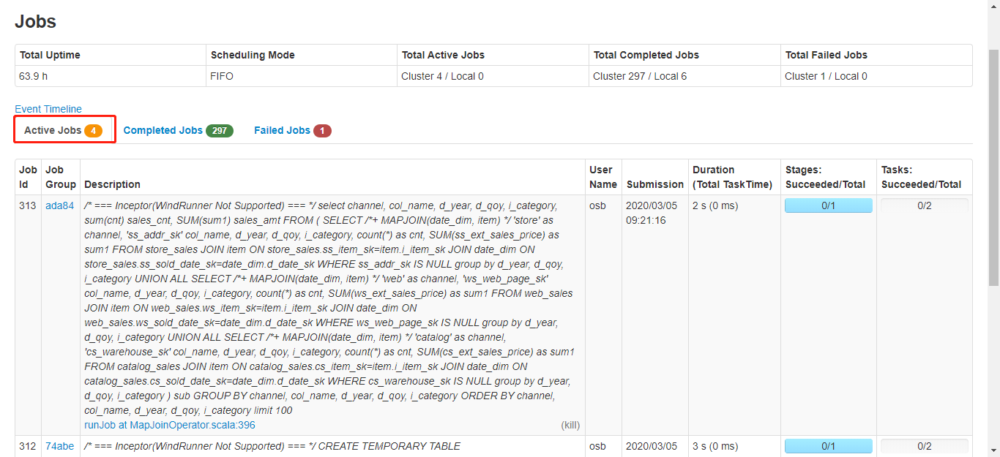 Jobs
Total Uptime Scheduling Mode Total Active Jobs Total Completed Jobs Total Failed Jobs
63.9 h FIFO Cluster 4 / Local 0 Cluster 297 / Local 6 Cluster 1 / Local 0
Event Timeline
Active Jobs 4 Completed Jobs 297 Failed Jobs 1
Job Id Job Group Description User Name Submission Duration (Total TaskTime) Stages: Succeeded/Total Tasks: Succeeded/Total
313 ada84 /* === Inceptor(WindRunner Not Supported) === */ select channel, col_name, d_year, d_qoy, i_category, osb 2020/03/05 2 s (0 ms) 0/1 0/2
sum(cnt) sales_cnt, SUM(sum1) sales_amt FROM ( SELECT /*+ MAPJOIN(date_dim, item) */ 'store' as 09:21:16
channel, 'ss_addr_sk' col_name, d_year, d_qoy, i_category, count(*) as cnt, SUM(ss_ext_sales_price) as
sum1 FROM store_sales JOIN item ON store_sales.ss_item_sk=item.i_item_sk JOIN date_dim ON
store_sales.ss_sold_date_sk=date_dim.d_date_sk WHERE ss_addr_sk IS NULL group by d_year, d_qoy,
i_category UNION ALL SELECT /*+ MAPJOIN(date_dim, item) */ 'web' as channel, 'ws_web_page_sk'
col_name, d_year, d_qoy, i_category, count(*) as cnt, SUM(ws_ext_sales_price) as sum1 FROM web_sales
JOIN item ON web_sales.ws_item_sk=item.i_item_sk JOIN date_dim ON
web_sales.ws_sold_date_sk=date_dim.d_date_sk WHERE ws_web_page_sk IS NULL group by d_year,
d_qoy, i_category UNION ALL SELECT /*+ MAPJOIN(date_dim, item) */ 'catalog' as channel,
'cs_warehouse_sk' col_name, d_year, d_qoy, i_category, count(*) as cnt, SUM(cs_ext_sales_price) as sum1
FROM catalog_sales JOIN item ON catalog_sales.cs_item_sk=item.i_item_sk JOIN date_dim ON
catalog_sales.cs_sold_date_sk=date_dim.d_date_sk WHERE cs_warehouse_sk IS NULL group by d_year,
d_qoy, i_category ) sub GROUP BY channel, col_name, d_year, d_qoy, i_category ORDER BY channel,
col_name, d_year, d_qoy, i_category limit 100
runJob at MapJoinOperator.scala:396 (kill)
312 74abe /* === Inceptor(WindRunner Not Supported) === */ CREATE TEMPORARY TABLE osb 2020/03/05 3 s (0 ms) 0/1 0/2